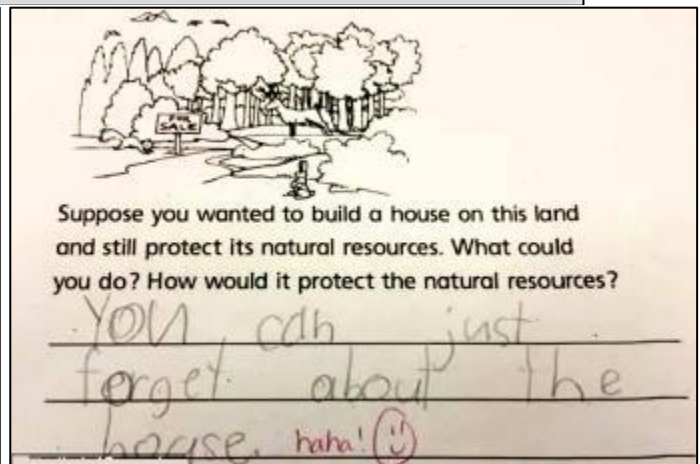 FOR
SALE
Suppose you wanted to build a house on this land
and still protect its natural resources. What could
you do? How would it protect the natural resources?
You can just
forget about the
house. haha!